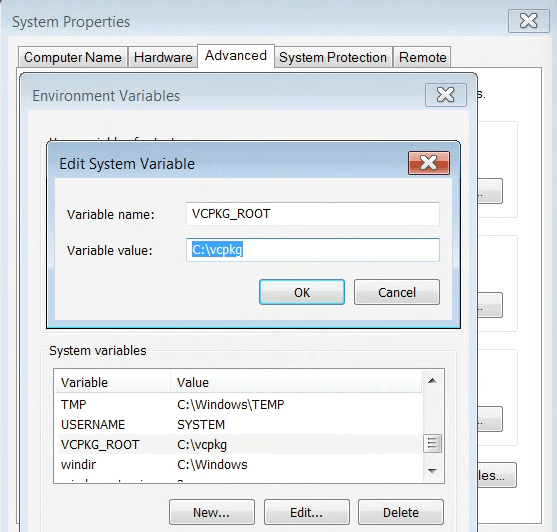 System Properties
Computer Name Hardware Advanced System Protection Remote
Environment Variables
s.
Edit System Variable
Variable name: VCPKG_ROOT
Variable value: C:\vcpkg
OK Cancel
System variables
Variable Value
TMP C:\Windows\TEMP
USERNAME SYSTEM
VCPKG_ROOT C:\vcpkg
windir C:\Windows
les...
New... Edit... Delete